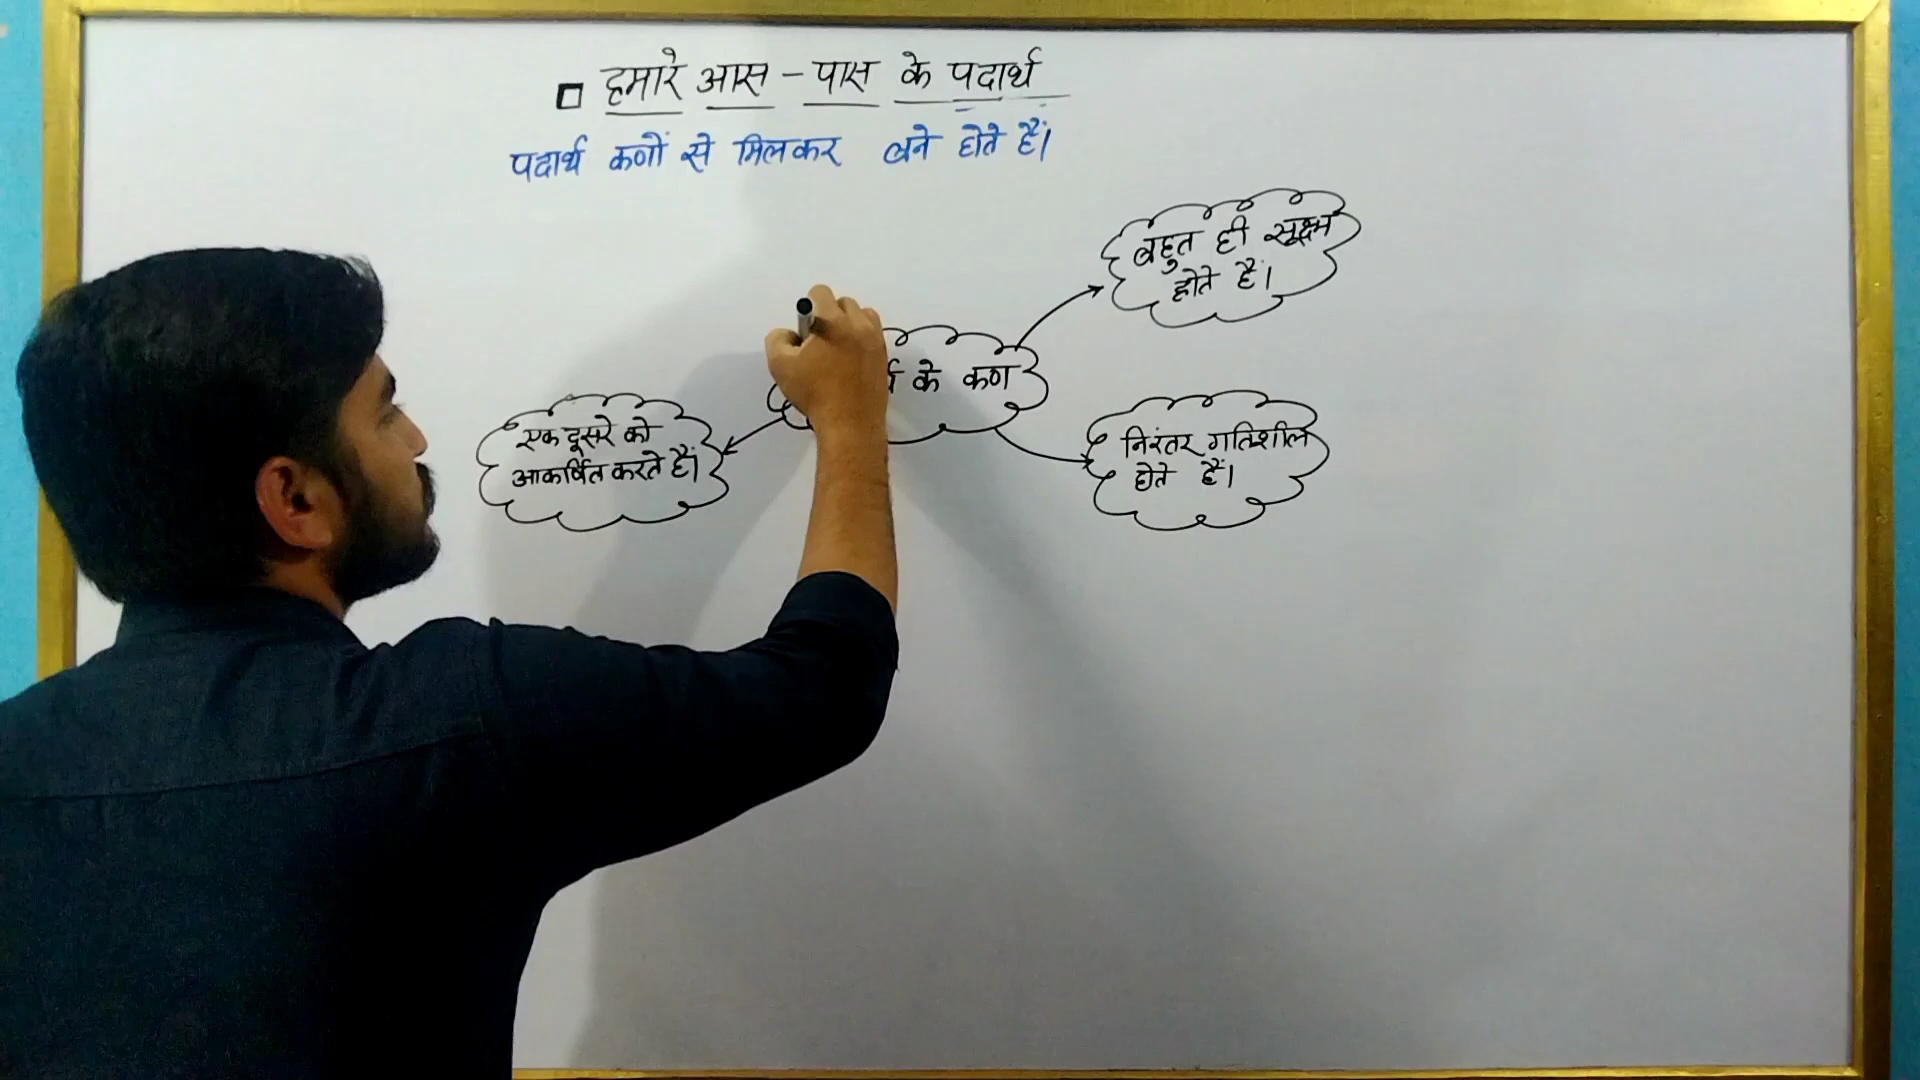 हमारे आस - पास के पदार्थ
पदार्थ कणों से मिलकर बने होते हैं।
बहुत ही सूक्ष्म
होते हैं।
के कण
एक दूसरे को
आकर्षित करते हैं।
निरंतर गतिशील
होते हैं।